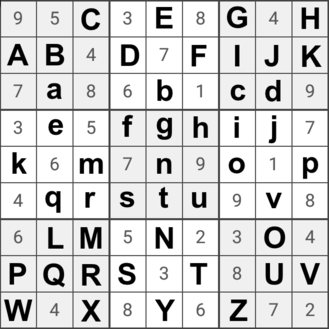 9 5 C 3 E 8 G 4 H
A B 4 D 7 F I J K
7 a 8 6 b 1 c d 9
3 e 5 f g h i j 7
k 6 m 7 n 9 o 1 p
4 q r s t u 9 v 8
6 L M 5 N 2 3 O 4
P Q R S 3 T 8 U V
W 4 X 8 Y 6 Z 7 2